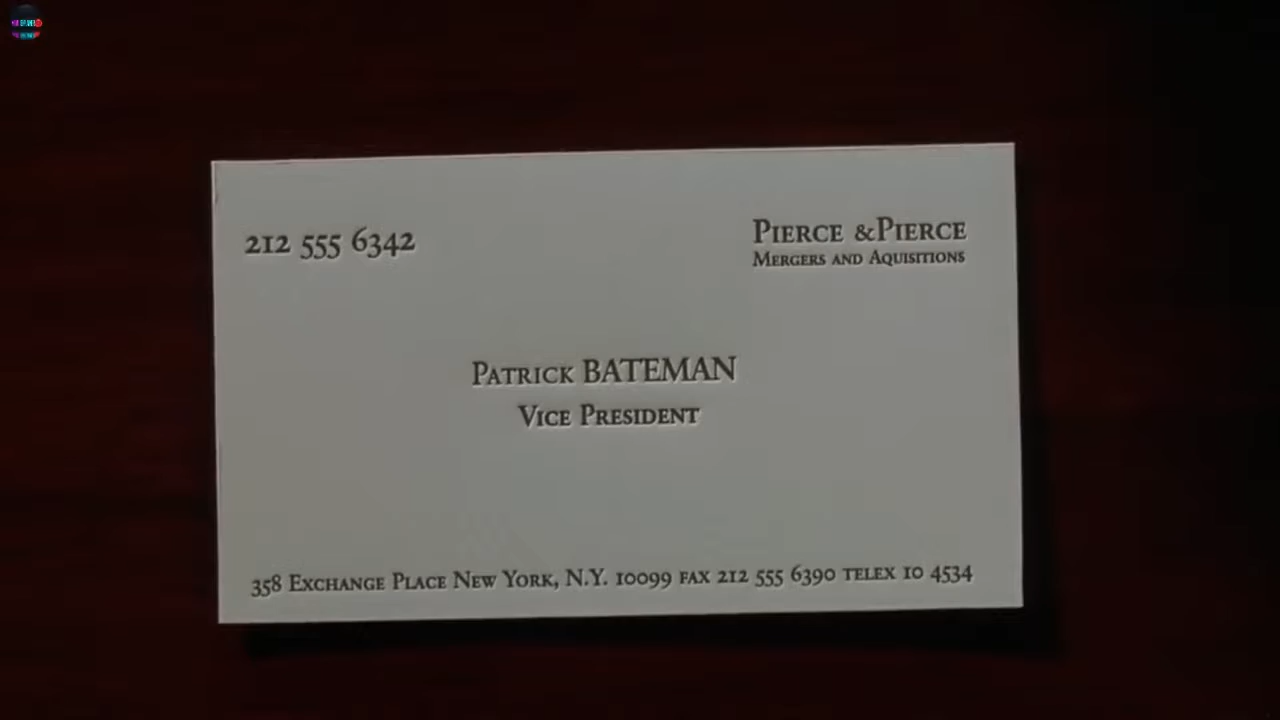 212 555 6342
Pierce &Pierce
Mergers and Aquisitions
Patrick BATEMAN
Vice President
358 Exchange Place New York, N.Y. 10099 fax 212 555 6390 telex 10 4534